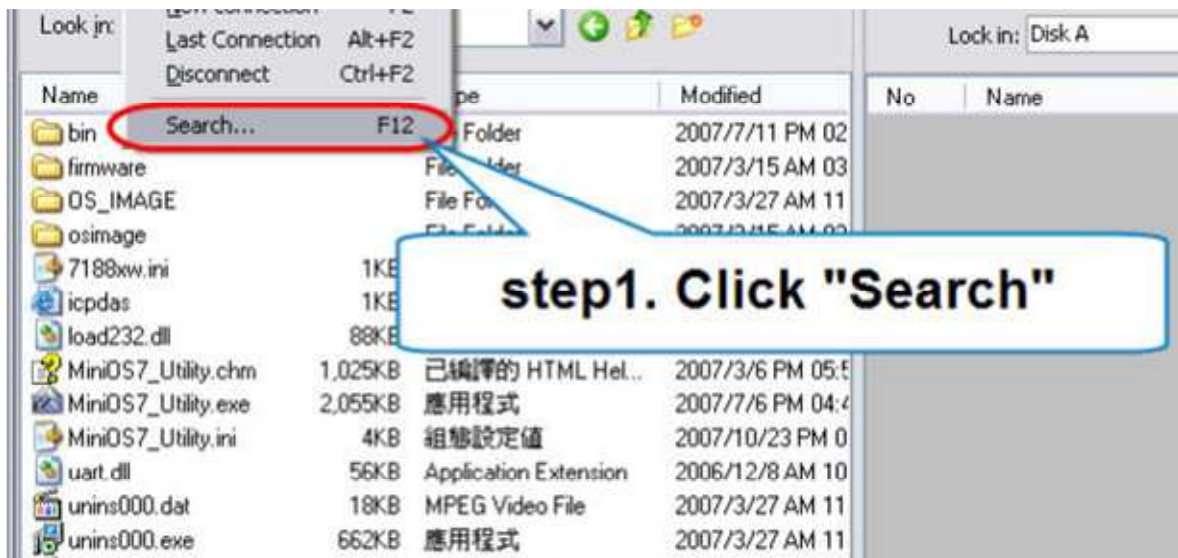 Look in:
Last Connection Alt+F2
Disconnect Ctrl+F2
Search... F12
Lock in: Disk A
Name Modified
No Name
bin Folder 2007/7/11 PM 02
firmware File 2007/3/15 AM 03
OS_IMAGE File 2007/3/27 AM 11
osimage
7188xw.ini 1KB
icpdas 1KB
load232.dll 88KB
step1. Click "Search"
MiniOS7_Utility.chm 1,025KB 已編譯的 HTML Hel... 2007/3/6 PM 05:5
MiniOS7_Utility.exe 2,055KB 應用程式 2007/7/6 PM 04:4
MiniOS7_Utility.ini 4KB 組態設定值 2007/10/23 PM 0
uart.dll 56KB Application Extension 2006/12/8 AM 10
unins000.dat 18KB MPEG Video File 2007/3/27 AM 11
unins000.exe 662KB 應用程式 2007/3/27 AM 11